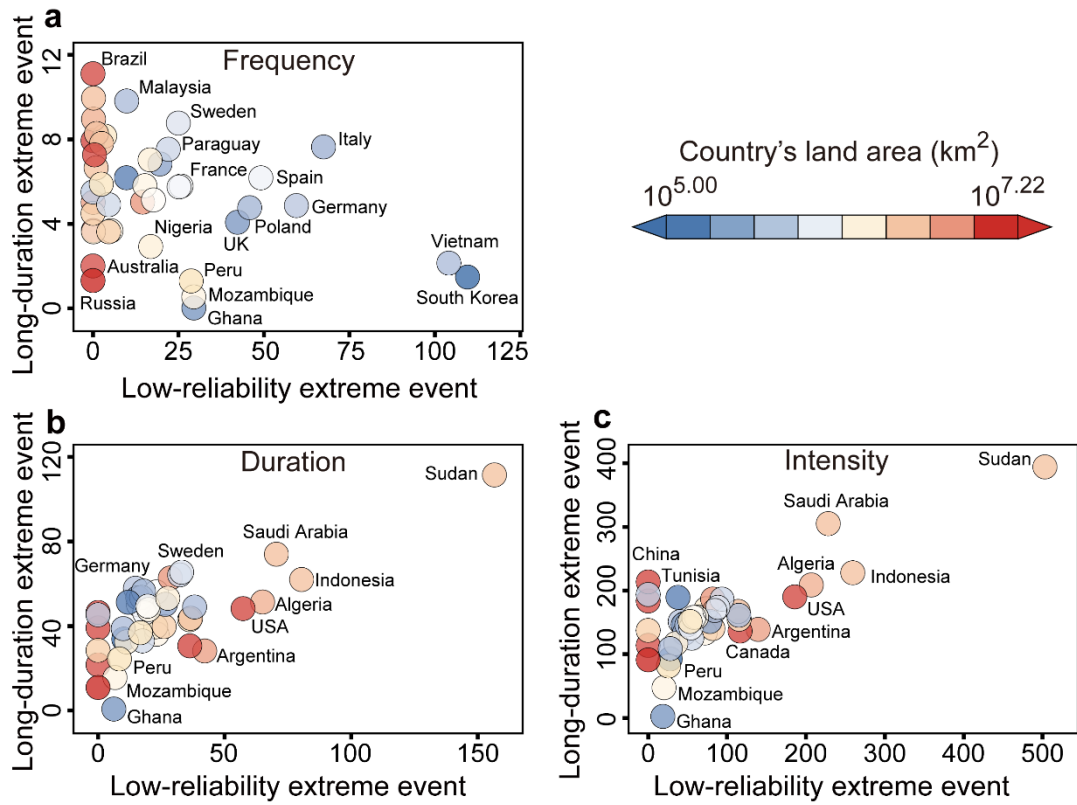 a
Frequency
Long-duration extreme event
12
8
4
0
Brazil
Malaysia
Sweden
Paraguay
Italy
France
Spain
Germany
Nigeria
Poland
UK
Vietnam
Australia
Peru
Russia
Mozambique
South Korea
Ghana
0 25 50 75 100 125
Low-reliability extreme event
Country's land area (km²)
10^5.00 10^7.22
b
Duration
Long-duration extreme event
120
80
40
0
Sudan
Saudi Arabia
Sweden
Germany
Indonesia
Algeria
USA
Argentina
Peru
Mozambique
Ghana
0 50 100 150
Low-reliability extreme event
c
Intensity
Long-duration extreme event
400
300
200
100
0
Sudan
Saudi Arabia
China
Algeria
Tunisia
Indonesia
USA
Argentina
Canada
Peru
Mozambique
Ghana
0 100 200 300 400 500
Low-reliability extreme event